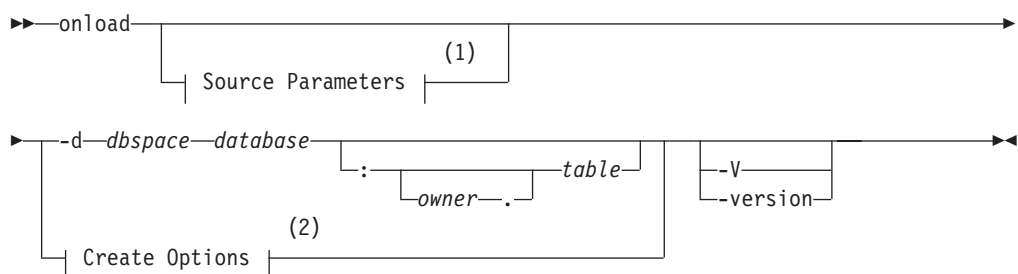 onload
(1)
Source Parameters
-d dbspace database
: table
owner .
-V
-version
(2)
Create Options